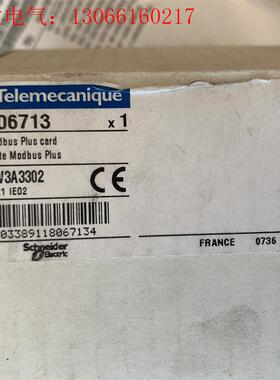 电气：13066160217
Telemecanique
06713 x 1
dbus Plus card
te Modbus Plus
V3A3302
CE
1 IE02
03389118067134
FRANCE 0736
Schneider
Electric